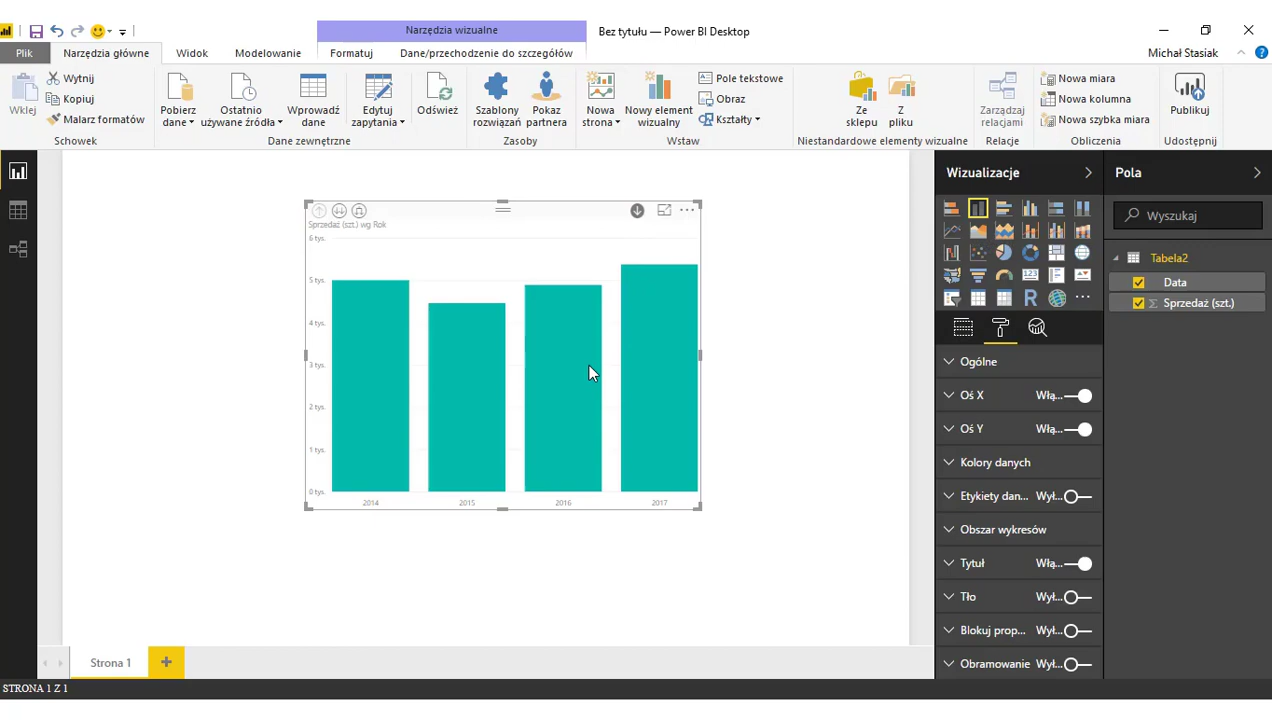 Narzędzia wizualne
Bez tytułu — Power BI Desktop
Plik
Narzędzia główne
Widok
Modelowanie
Formatuj
Dane/przechodzenie do szczegółów
Michał Stasiak
Wklej
Wytnij
Kopiuj
Malarz formatów
Schowek
Pobierz
dane
Ostatnio
używane źródła
Wprowadź
dane
Edytuj
zapytania
Odśwież
Dane zewnętrzne
Szablony
rozwiązań
Pokaz
partnera
Zasoby
Nowa
strona
Nowy element
wizualny
Pole tekstowe
Obraz
Kształty
Wstaw
Ze
sklepu
Z
pliku
Niestandardowe elementy wizualne
Zarządzaj
relacjami
Relacje
Nowa miara
Nowa kolumna
Nowa szybka miara
Obliczenia
Publikuj
Udostępnij
Sprzedaż (szt.) wg Rok
6 tys.
5 tys.
4 tys.
3 tys.
2 tys.
1 tys.
0 tys.
2014
2015
2016
2017
Wizualizacje
123
R
Ogólne
Oś X
Włą...
Oś Y
Włą...
Kolory danych
Etykiety dan...
Wył...
Obszar wykresów
Tytuł
Włą...
Tło
Wył...
Blokuj prop...
Wył...
Obramowanie
Wył...
Pola
Wyszukaj
Tabela2
Data
Σ Sprzedaż (szt.)
Strona 1
STRONA 1 Z 1